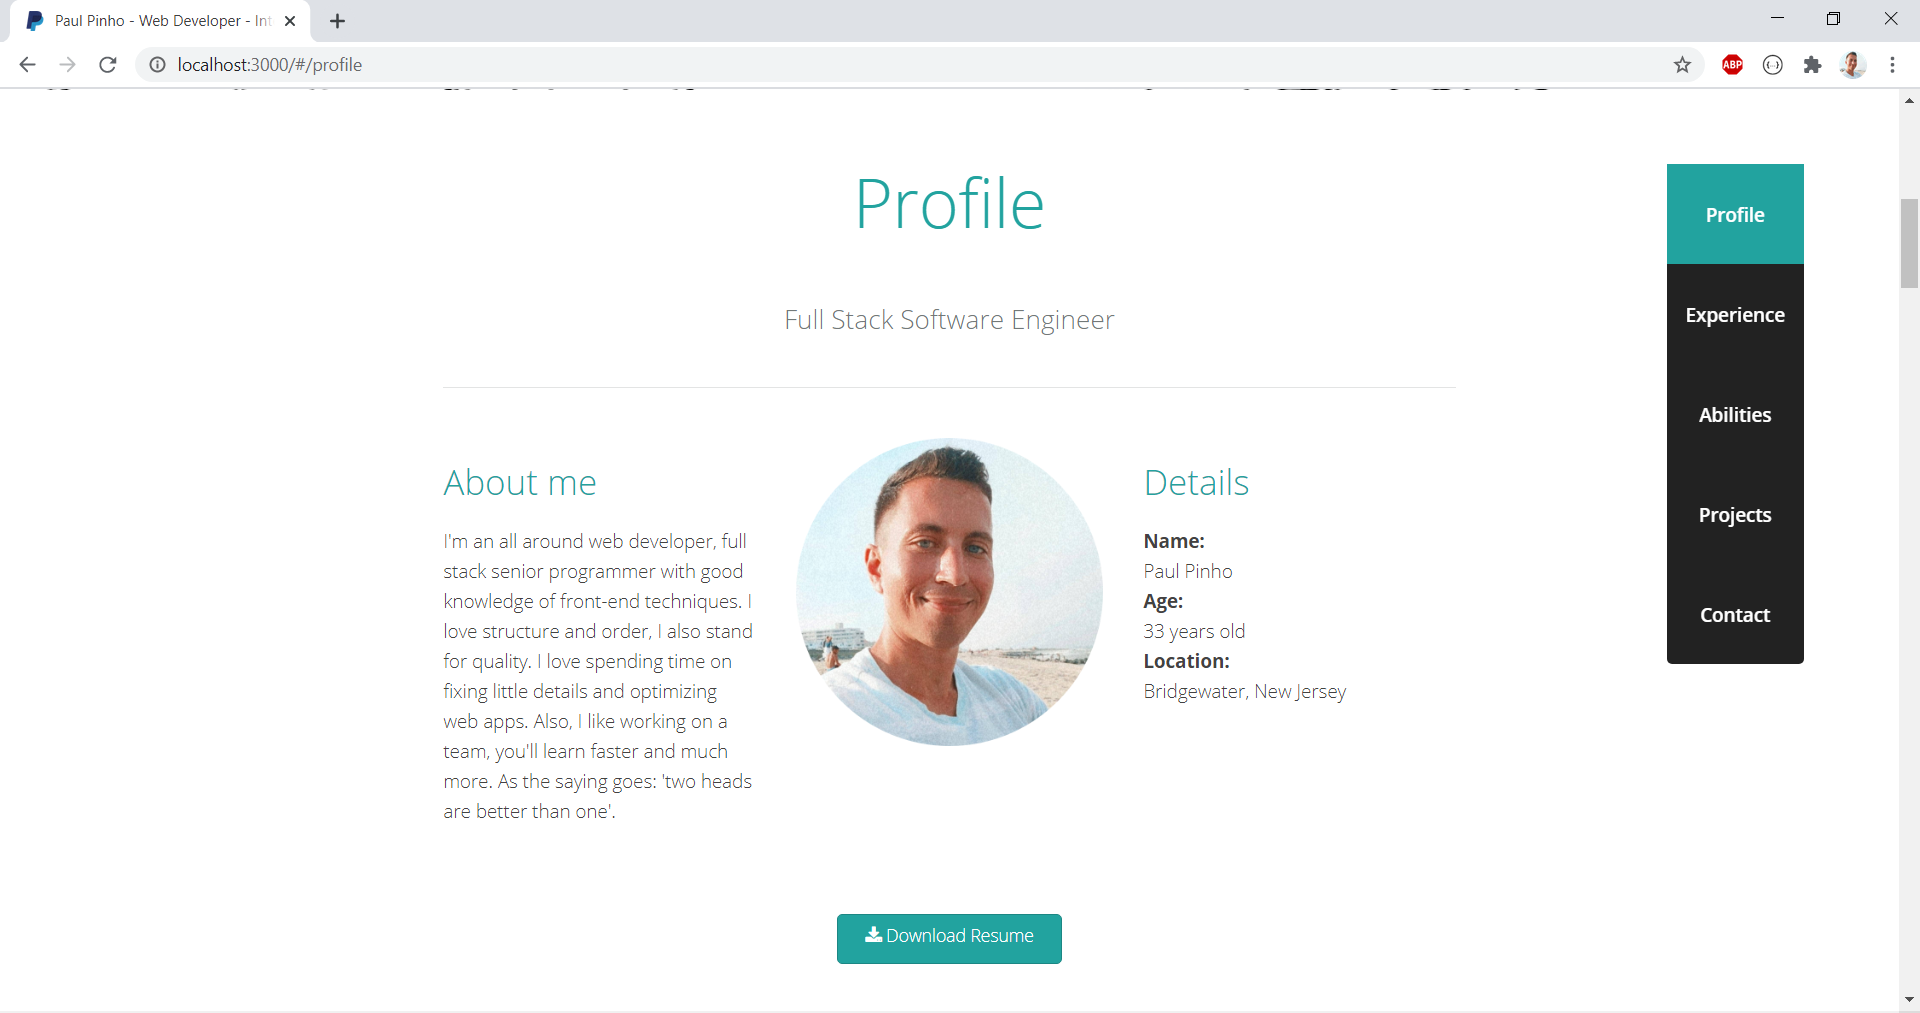 Paul Pinho - Web Developer - Int
localhost:3000/#/profile
ABP
Profile
Full Stack Software Engineer
About me
I'm an all around web developer, full
stack senior programmer with good
knowledge of front-end techniques. I
love structure and order, I also stand
for quality. I love spending time on
fixing little details and optimizing
web apps. Also, I like working on a
team, you'll learn faster and much
more. As the saying goes: 'two heads
are better than one'.
Details
Name:
Paul Pinho
Age:
33 years old
Location:
Bridgewater, New Jersey
Download Resume
Profile
Experience
Abilities
Projects
Contact